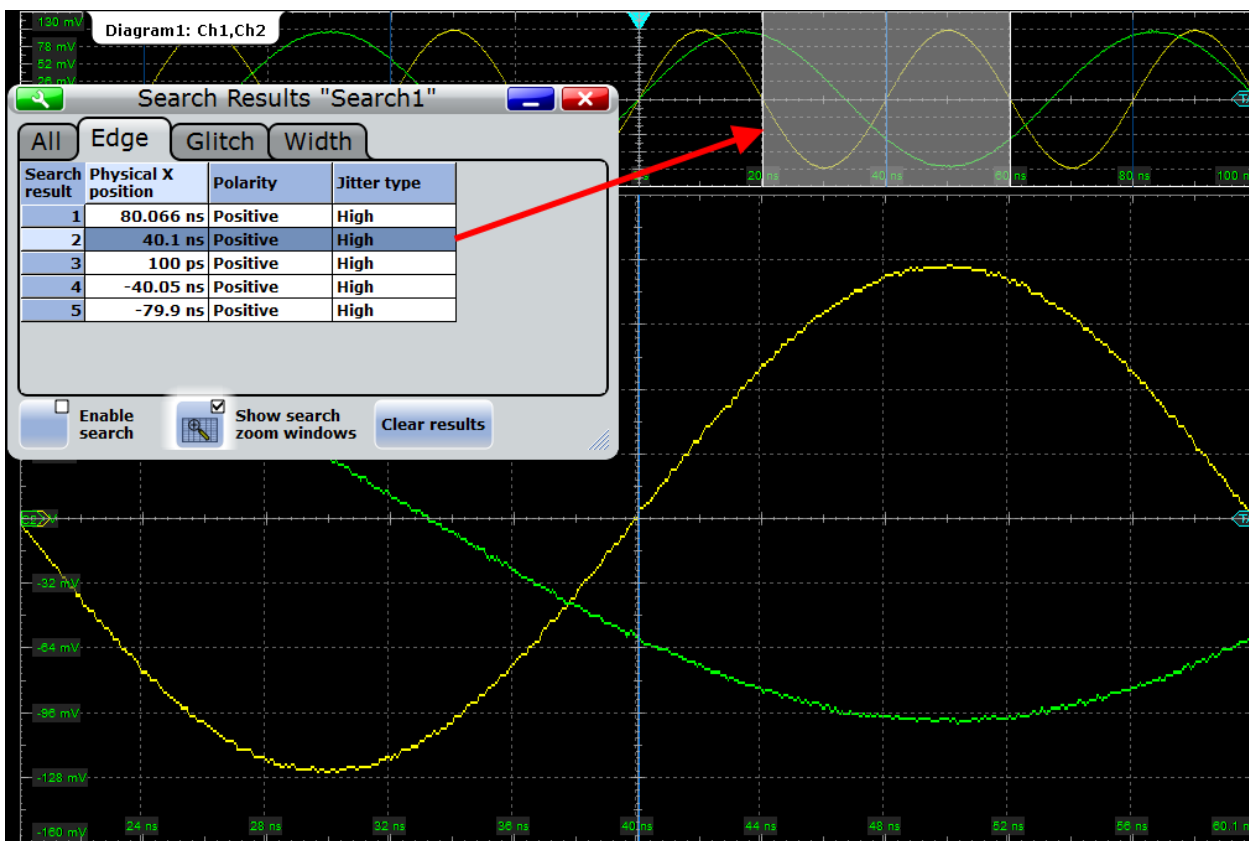 130 mV
Diagram1: Ch1,Ch2
78 mV
52 mV
26 mV
20 ns
40 ns
60 ns
80 ns
100 n
Search Results "Search1"
All Edge Glitch Width
Search result Physical X position Polarity Jitter type
1 80.066 ns Positive High
2 40.1 ns Positive High
3 100 ps Positive High
4 -40.05 ns Positive High
5 -79.9 ns Positive High
Enable search
Show search zoom windows
Clear results
-32 mV
-64 mV
-96 mV
-128 mV
-160 mV
24 ns
28 ns
32 ns
36 ns
40 ns
44 ns
48 ns
52 ns
56 ns
60.1 n